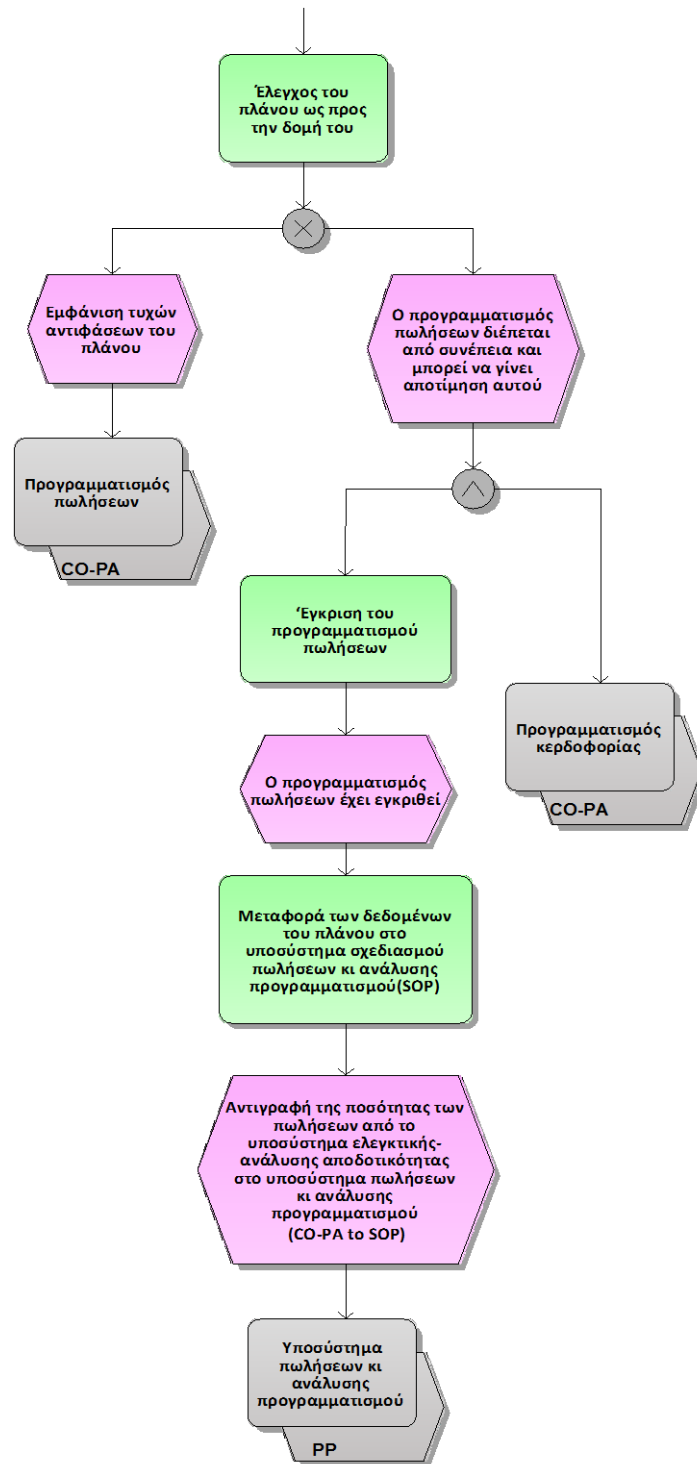 Έλεγχος του
πλάνου ως προς
την δομή του
Εμφάνιση τυχών
αντιφάσεων του
πλάνου
Ο προγραμματισμός
πωλήσεων διέπεται
από συνέπεια και
μπορεί να γίνει
αποτίμηση αυτού
Προγραμματισμός
πωλήσεων
CO-PA
‘Εγκριση του
προγραμματισμού
πωλήσεων
Προγραμματισμός
κερδοφορίας
CO-PA
Ο προγραμματισμός
πωλήσεων έχει εγκριθεί
Μεταφορά των δεδομένων
του πλάνου στο
υποσύστημα σχεδιασμού
πωλήσεων κι ανάλυσης
προγραμματισμού(SOP)
Αντιγραφή της ποσότητας των
πωλήσεων από το
υποσύστημα ελεγκτικής-
ανάλυσης αποδοτικότητας
στο υποσύστημα πωλήσεων
κι ανάλυσης
προγραμματισμού
(CO-PA to SOP)
Υποσύστημα
πωλήσεων κι
ανάλυσης
προγραμματισμού
PP